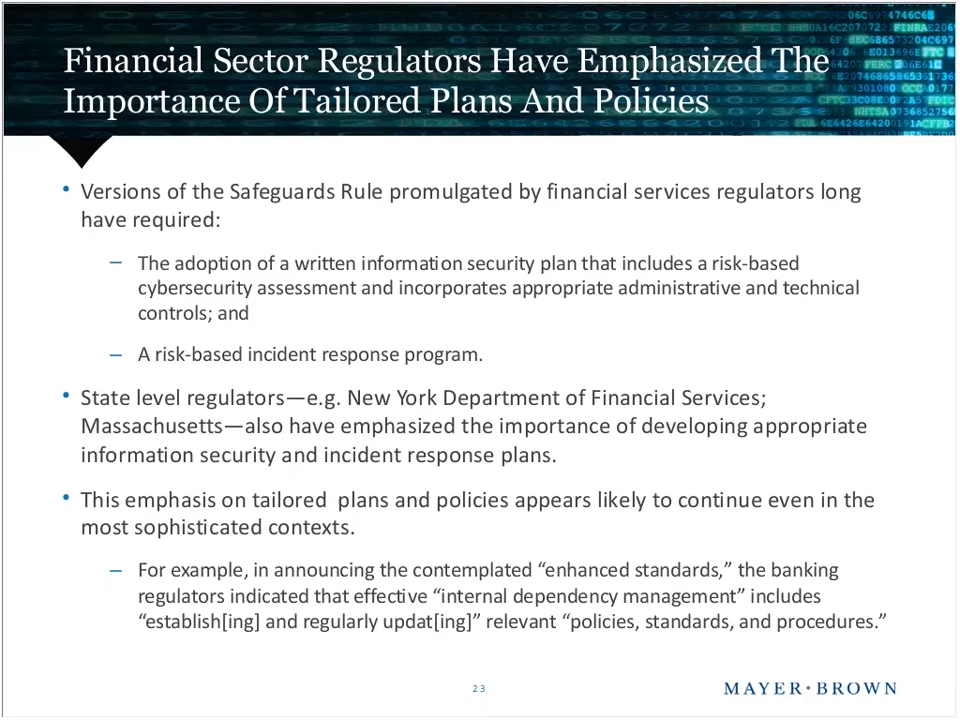 Financial Sector Regulators Have Emphasized The
Importance Of Tailored Plans And Policies
• Versions of the Safeguards Rule promulgated by financial services regulators long
have required:
– The adoption of a written information security plan that includes a risk-based
cybersecurity assessment and incorporates appropriate administrative and technical
controls; and
– A risk-based incident response program.
• State level regulators—e.g. New York Department of Financial Services;
Massachusetts—also have emphasized the importance of developing appropriate
information security and incident response plans.
• This emphasis on tailored  plans and policies appears likely to continue even in the
most sophisticated contexts.
– For example, in announcing the contemplated “enhanced standards,” the banking
regulators indicated that effective “internal dependency management” includes
“establish[ing] and regularly updat[ing]” relevant “policies, standards, and procedures.”
23
MAYER•BROWN